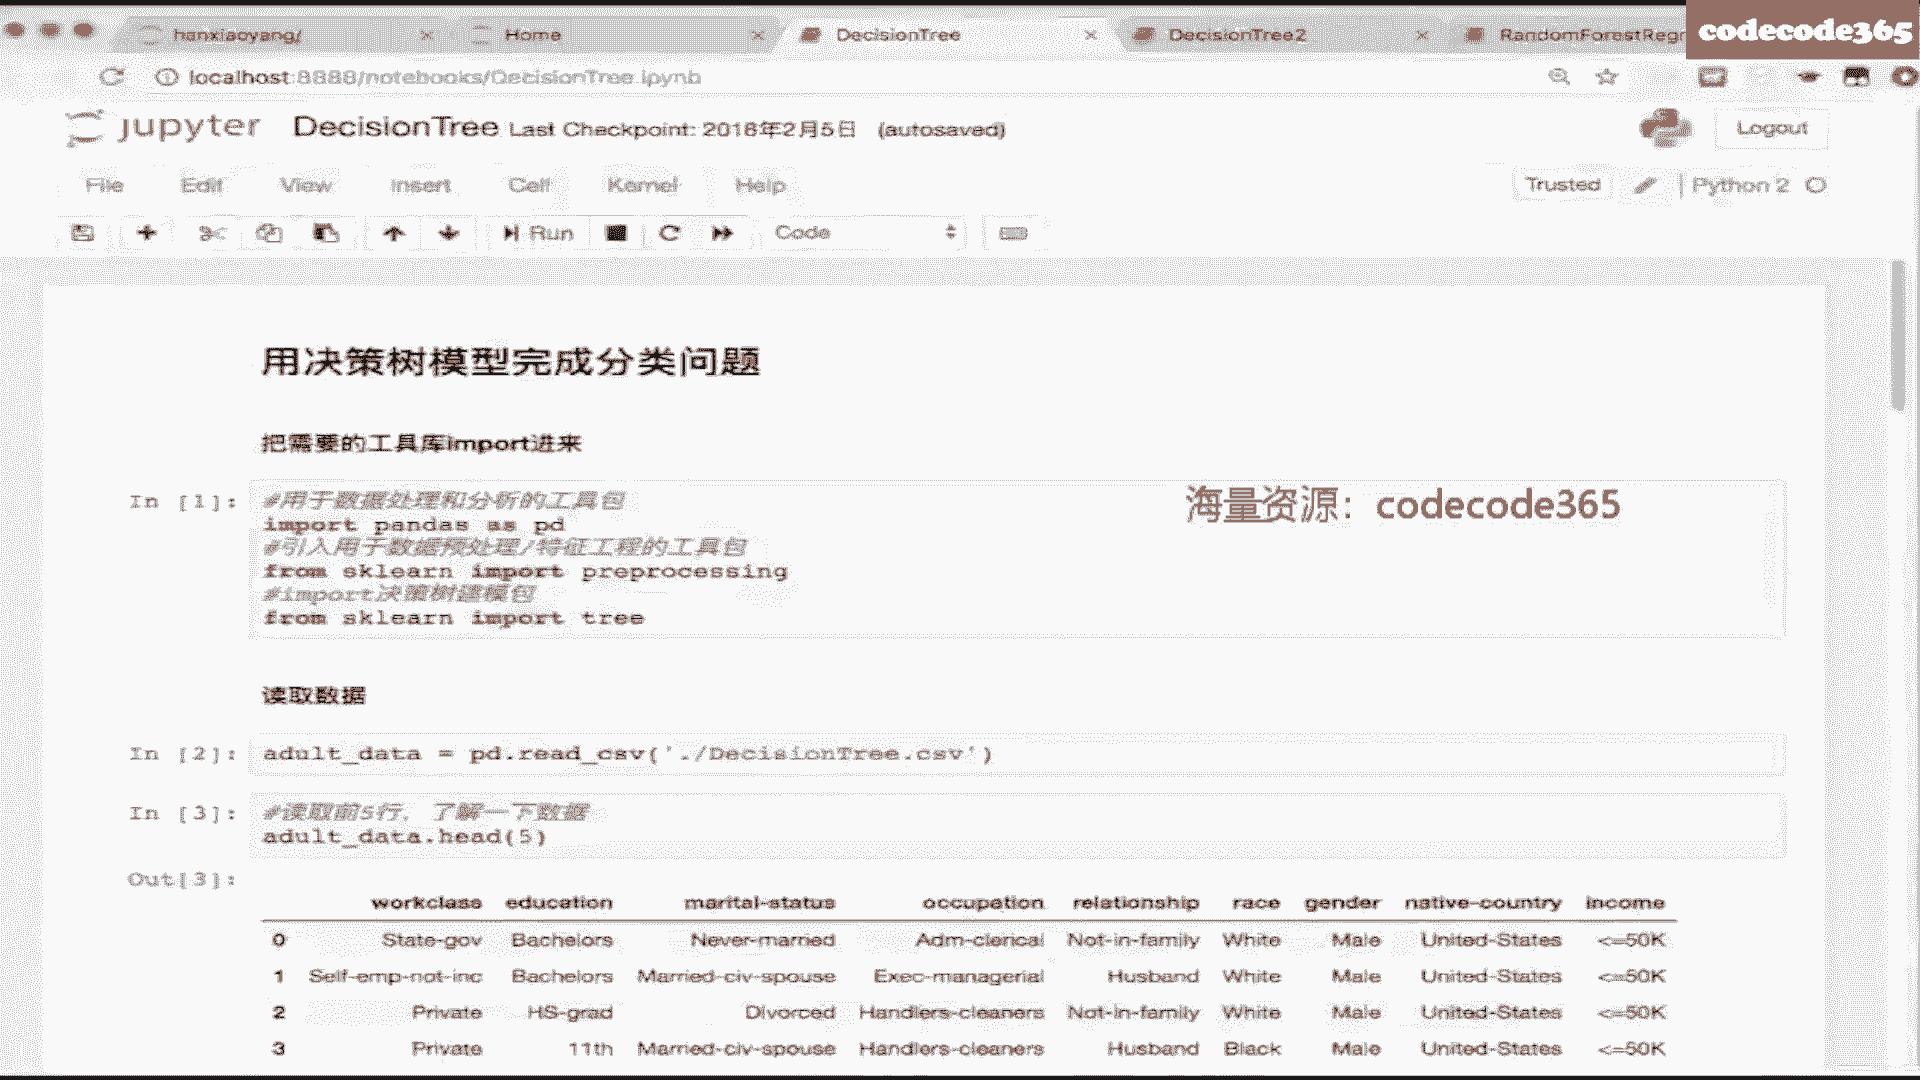 hanxiaoyang/ Home DecisionTree DecisionTree2 RandomForestRegr
codecode365
localhost:8888/notebooks/DecisionTree.ipynb
jupyter DecisionTree Last Checkpoint: 2018年2月5日 (autosaved) Logout
File Edit View Insert Cell Kernel Help Trusted Python 2
Run Code
用决策树模型完成分类问题
把需要的工具库import进来
In [1]: #用于数据处理和分析的工具包
海量资源：codecode365
import pandas as pd
#引入用于数据预处理/特征工程的工具包
from sklearn import preprocessing
#import决策树建模包
from sklearn import tree
读取数据
In [2]: adult_data = pd.read_csv('./DecisionTree.csv')
In [3]: #读取前5行，了解一下数据
adult_data.head(5)
Out[3]:
workclass education marital-status occupation relationship race gender native-country income
0 State-gov Bachelors Never-married Adm-clerical Not-in-family White Male United-States <=50K
1 Self-emp-not-inc Bachelors Married-civ-spouse Exec-managerial Husband White Male United-States <=50K
2 Private HS-grad Divorced Handlers-cleaners Not-in-family White Male United-States <=50K
3 Private 11th Married-civ-spouse Handlers-cleaners Husband Black Male United-States <=50K